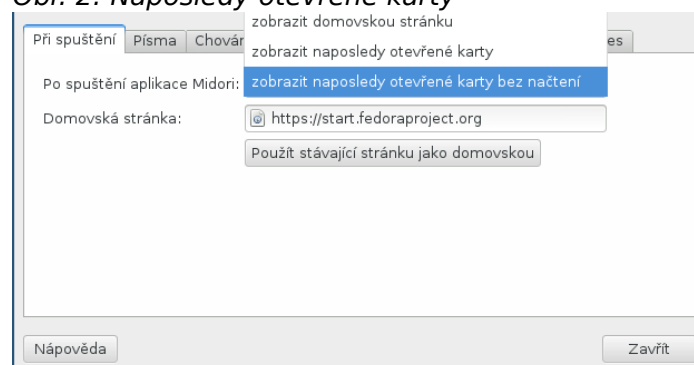 Obr. 2: Naposledy otevřené karty
zobrazit domovskou stránku
Při spuštění Písma Chován es
zobrazit naposledy otevřené karty
Po spuštění aplikace Midori: zobrazit naposledy otevřené karty bez načtení
Domovská stránka: https://start.fedoraproject.org
Použít stávající stránku jako domovskou
Nápověda Zavřít